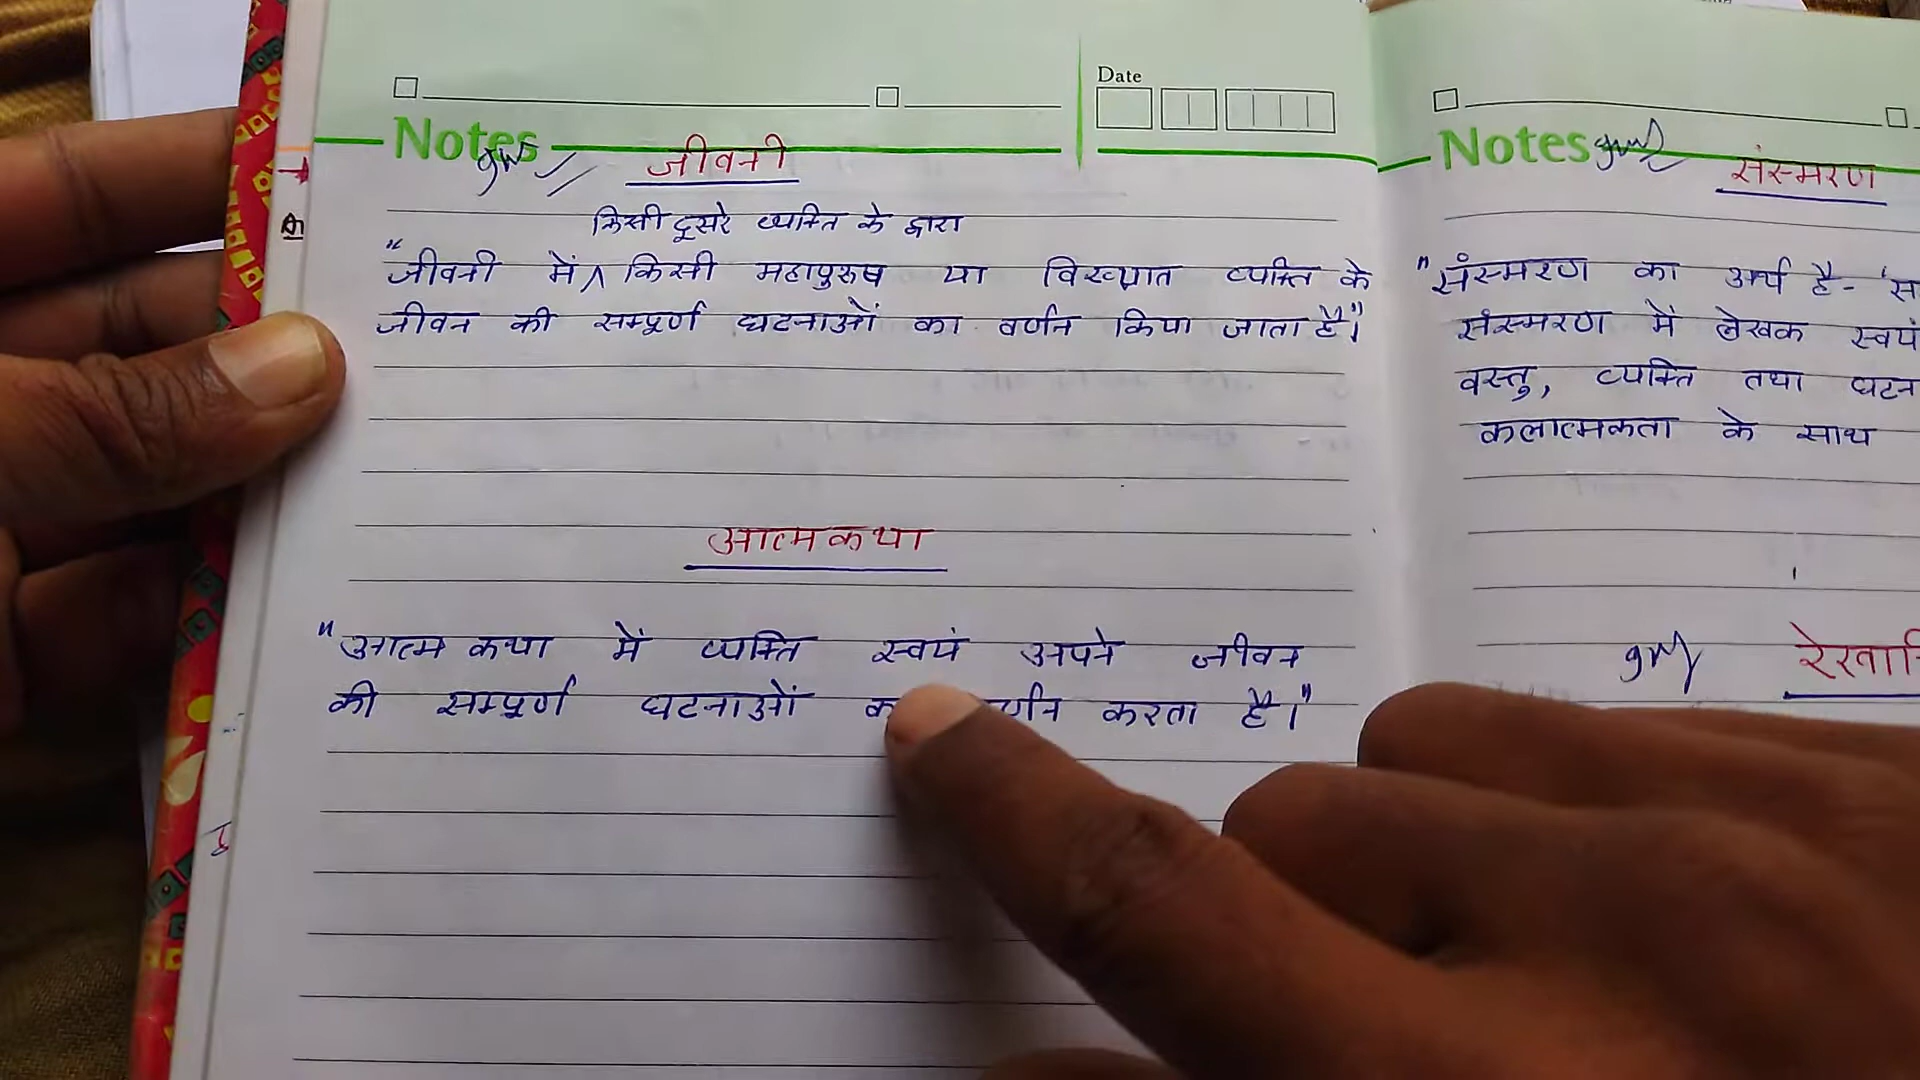 Date
Notes
जीवनी
किसी दूसरे व्यक्ति के द्वारा
"जीवनी में^ किसी महापुरूष या विख्यात व्यक्ति के
जीवन की सम्पूर्ण घटनाओं का वर्णन किया जाता है।"
आत्मकथा
"आत्म कथा में व्यक्ति स्वयं अपने जीवन
की सम्पूर्ण घटनाओं करता है।"
Notes
संस्मरण
"संस्मरण का अर्थ है-
संस्मरण में लेखक स्वयं
वस्तु, व्यक्ति तथा
कलात्मकता के साथ